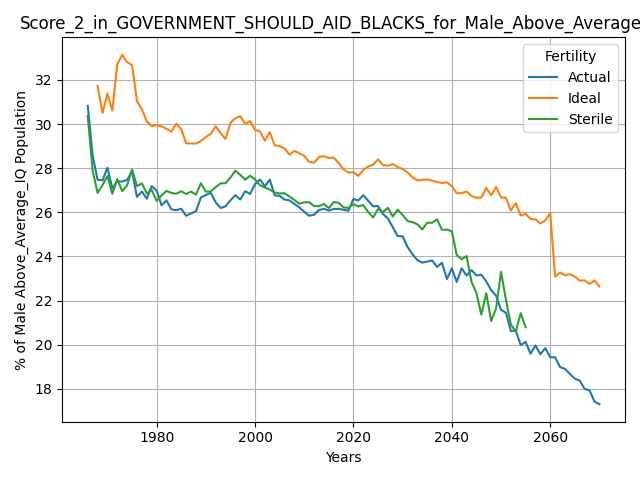 Score_2_in_GOVERNMENT_SHOULD_AID_BLACKS_for_Male_Above_Average
Fertility
Actual
Ideal
Sterile
% of Male Above_Average_IQ Population
32
30
28
26
24
22
20
18
1980 2000 2020 2040 2060
Years